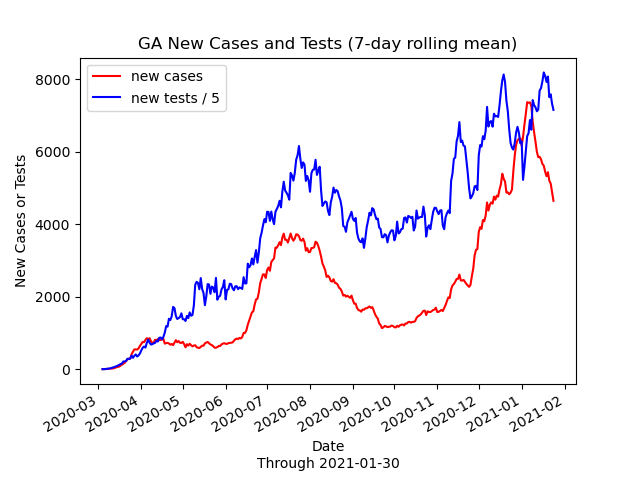 GA New Cases and Tests (7-day rolling mean)
new cases
new tests / 5
New Cases or Tests
8000
6000
4000
2000
0
2020-03
2020-04
2020-05
2020-06
2020-07
2020-08
2020-09
2020-10
2020-11
2020-12
2021-01
2021-02
Date
Through 2021-01-30